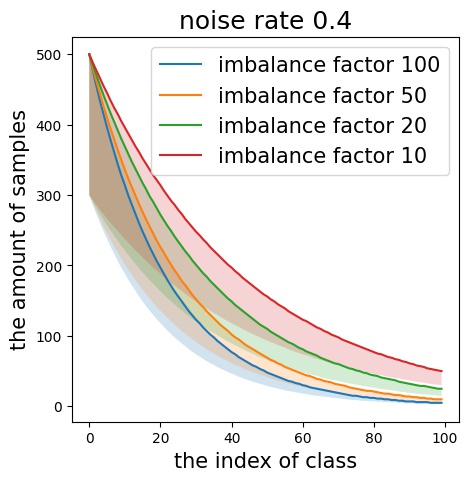 noise rate 0.4
imbalance factor 100
imbalance factor 50
imbalance factor 20
imbalance factor 10
the amount of samples
500
400
300
200
100
0
0 20 40 60 80 100
the index of class